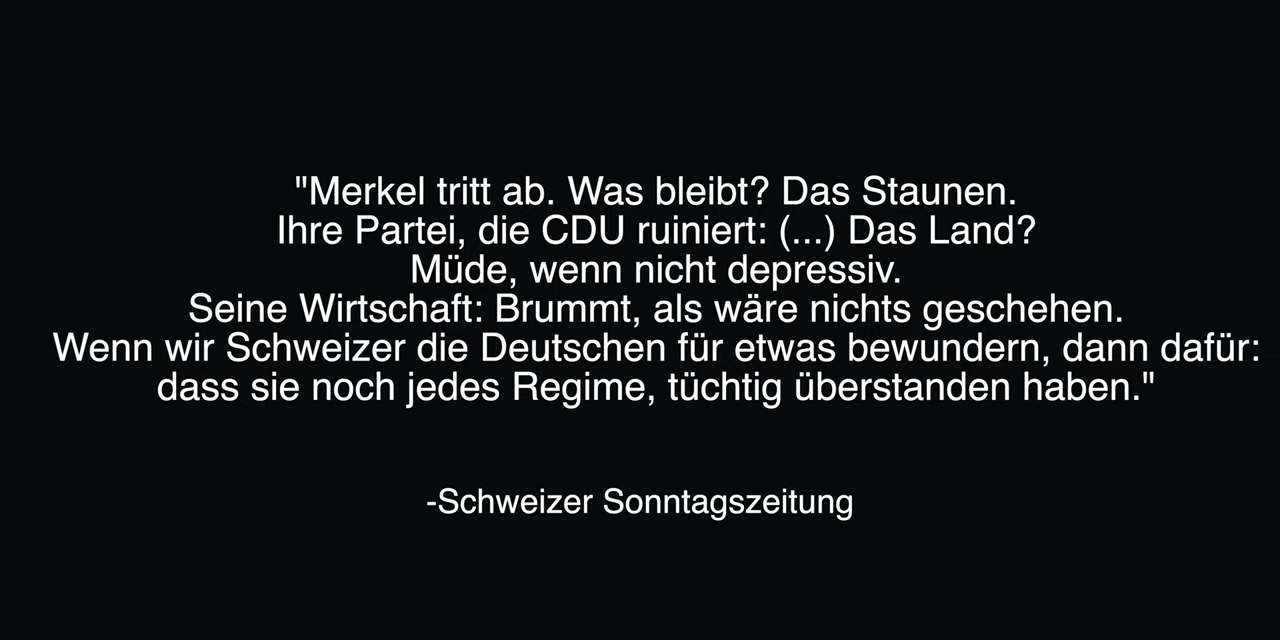 "Merkel tritt ab. Was bleibt? Das Staunen.
Ihre Partei, die CDU ruiniert: (...) Das Land?
Müde, wenn nicht depressiv.
Seine Wirtschaft: Brummt, als wäre nichts geschehen.
Wenn wir Schweizer die Deutschen für etwas bewundern, dann dafür:
dass sie noch jedes Regime, tüchtig überstanden haben."
-Schweizer Sonntagszeitung